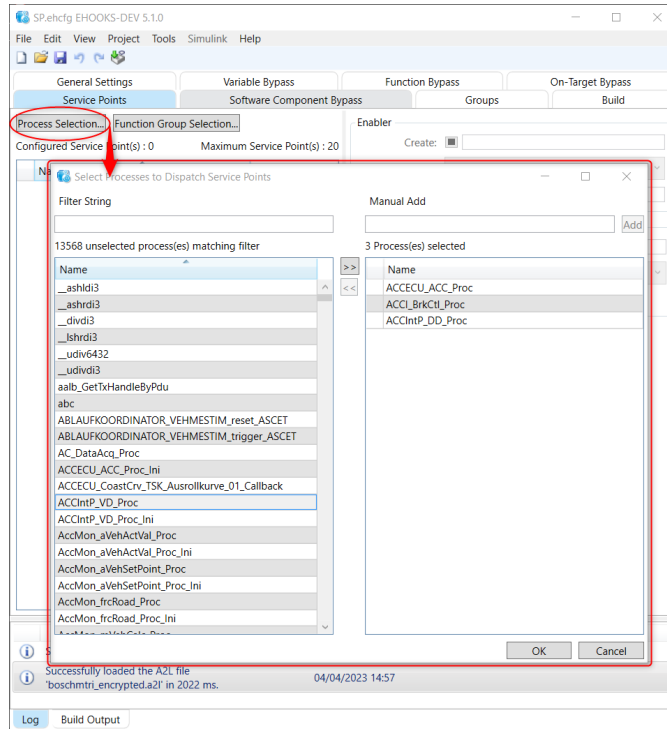 SP.ehcfg EHOOKS-DEV 5.1.0
File Edit View Project Tools Simulink Help
General Settings Variable Bypass Function Bypass On-Target Bypass
Service Points Software Component Bypass Groups Build
Process Selection... Function Group Selection... Enabler
Create:
Configured Service Point(s) : 0 Maximum Service Point(s) : 20
Select Processes to Dispatch Service Points
Filter String Manual Add
Add
13568 unselected process(es) matching filter >> 3 Process(es) selected
Name Name
__ashldi3 << ACCECU_ACC_Proc
__ashrdi3 ACCI_BrkCtl_Proc
__divdi3 ACCIntP_DD_Proc
__lshrdi3
__udiv6432
__udivdi3
aalb_GetTxHandleByPdu
abc
ABLAUFKOORDINATOR_VEHMESTIM_reset_ASCET
ABLAUFKOORDINATOR_VEHMESTIM_trigger_ASCET
AC_DataAcq_Proc
ACCECU_ACC_Proc_Ini
ACCECU_CoastCrv_TSK_Ausrollkurve_01_Callback
ACCIntP_VD_Proc
ACCIntP_VD_Proc_Ini
AccMon_aVehActVal_Proc
AccMon_aVehActVal_Proc_Ini
AccMon_aVehSetPoint_Proc
AccMon_aVehSetPoint_Proc_Ini
AccMon_frcRoad_Proc
AccMon_frcRoad_Proc_Ini
OK Cancel
Successfully loaded the A2L file
'boschmtri_encrypted.a2l' in 2022 ms. 04/04/2023 14:57
Log Build Output